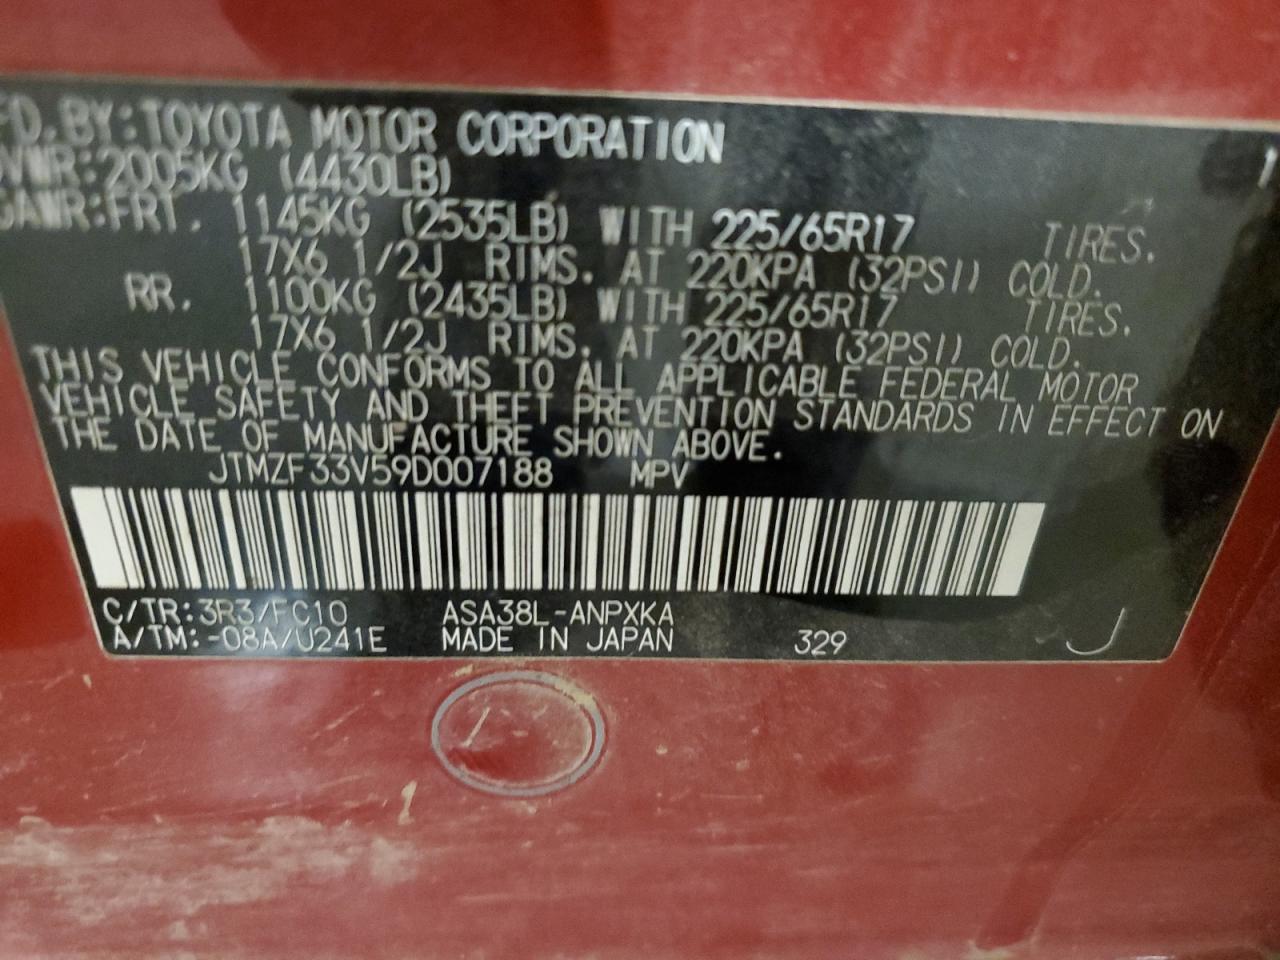 FD.BY:TOYOTA MOTOR CORPORATION
VWR:2005KG (4430LB) 1
GAWR:FRT. 1145KG (2535LB) WITH 225/65R17 TIRES.
17X6 1/2J RIMS. AT 220KPA (32PSI) COLD.
RR. 1100KG (2435LB) WITH 225/65R17 TIRES.
17X6 1/2J RIMS. AT 220KPA (32PSI) COLD.
THIS VEHICLE CONFORMS TO ALL APPLICABLE FEDERAL MOTOR
VEHICLE SAFETY AND THEFT PREVENTION STANDARDS IN EFFECT ON
THE DATE OF MANUFACTURE SHOWN ABOVE.
JTMZF33V59D007188 MPV
C/TR:3R3/FC10 ASA38L-ANPXKA
A/TM:-08A/U241E MADE IN JAPAN 329 J